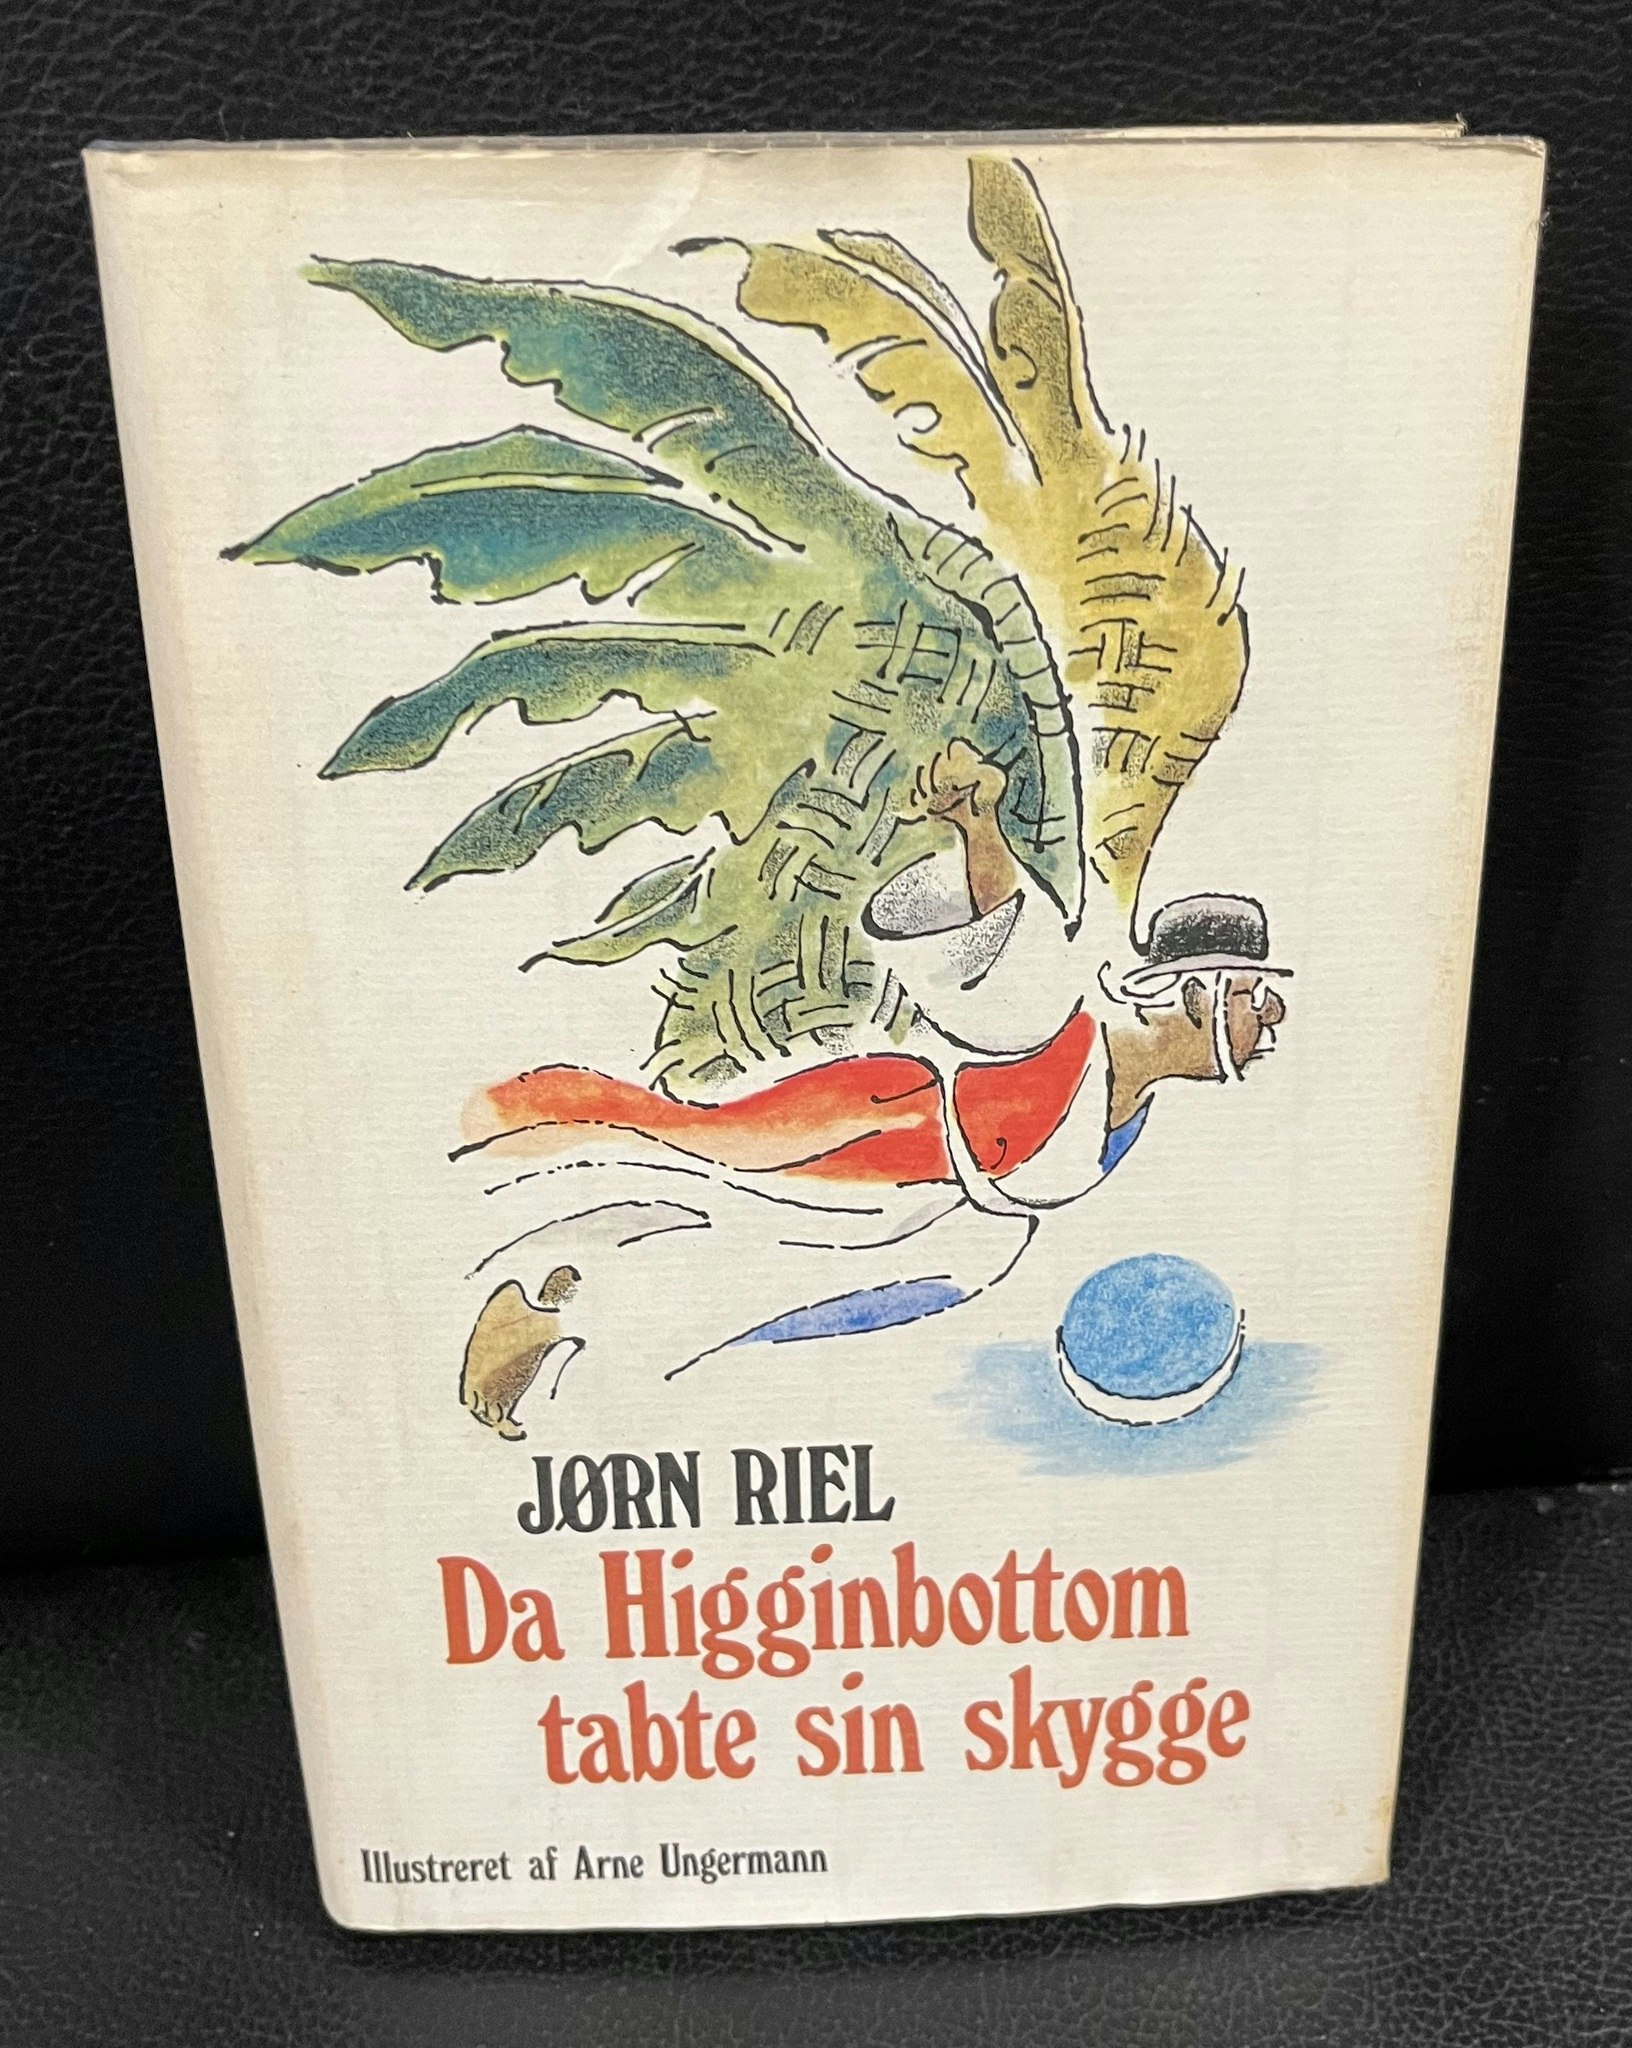 JØRN RIEL
Da Higginbottom
tabte sin skygge
Illustreret af Arne Ungermann